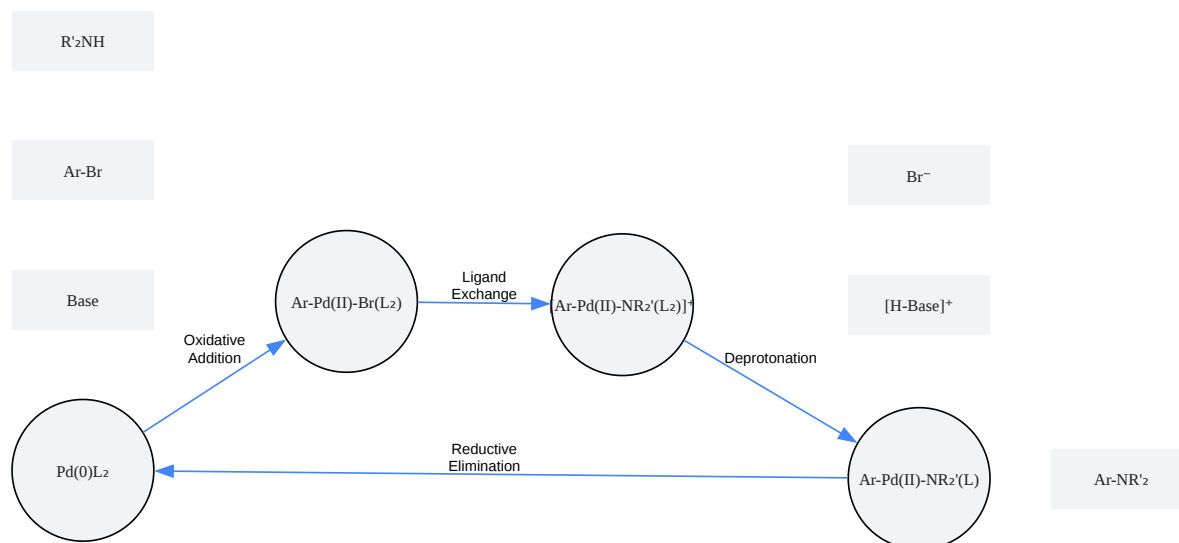 R'₂NH
Ar-Br
Br⁻
Base
[H-Base]⁺
Ar-Pd(II)-Br(L₂)
Ligand
Exchange
[Ar-Pd(II)-NR₂'(L₂)]⁺
Oxidative
Addition
Deprotonation
Pd(0)L₂
Reductive
Elimination
Ar-Pd(II)-NR₂'(L)
Ar-NR'₂